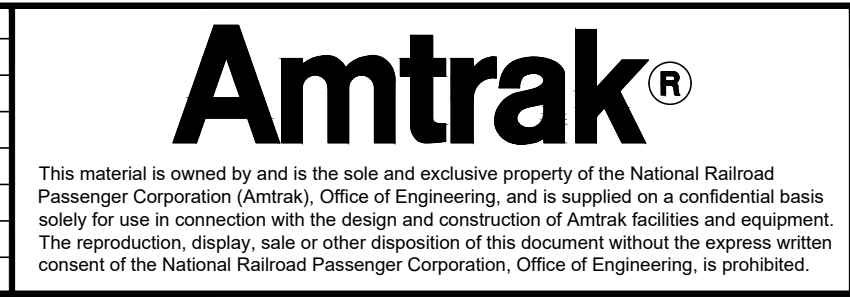 Amtrak®
This material is owned by and is the sole and exclusive property of the National Railroad
Passenger Corporation (Amtrak), Office of Engineering, and is supplied on a confidential basis
solely for use in connection with the design and construction of Amtrak facilities and equipment.
The reproduction, display, sale or other disposition of this document without the express written
consent of the National Railroad Passenger Corporation, Office of Engineering, is prohibited.